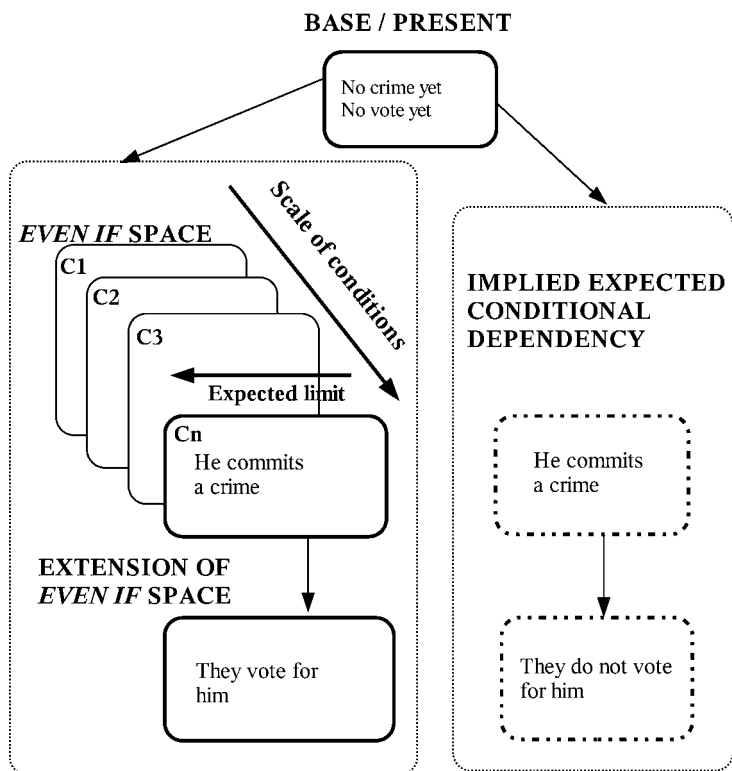 BASE / PRESENT
No crime yet
No vote yet
EVEN IF SPACE
Scale of conditions
C1
C2
C3
Expected limit
Cn
He commits
a crime
EXTENSION OF
EVEN IF SPACE
They vote for
him
IMPLIED EXPECTED
CONDITIONAL
DEPENDENCY
He commits
a crime
They do not vote
for him